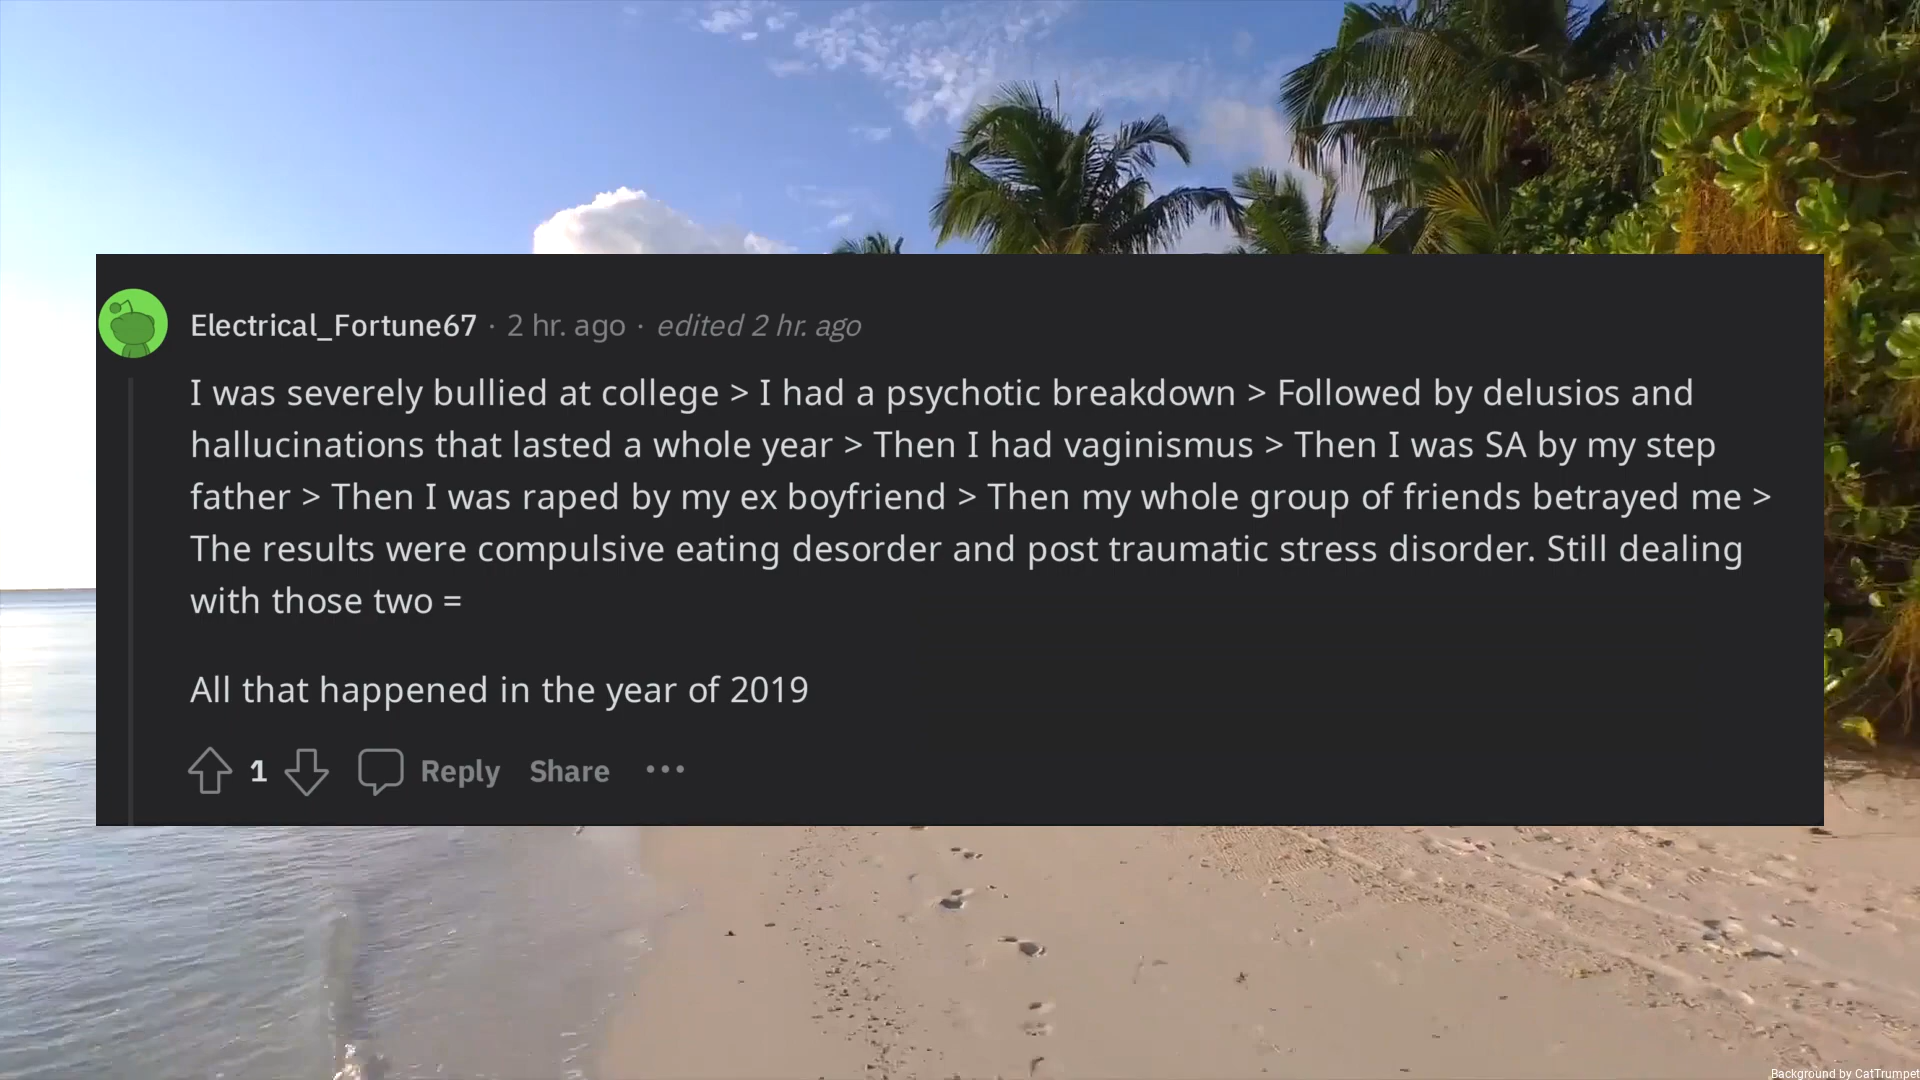 Electrical_Fortune67 · 2 hr. ago · edited 2 hr. ago
I was severely bullied at college > I had a psychotic breakdown > Followed by delusios and
hallucinations that lasted a whole year > Then I had vaginismus > Then I was SA by my step
father > Then I was raped by my ex boyfriend > Then my whole group of friends betrayed me >
The results were compulsive eating desorder and post traumatic stress disorder. Still dealing
with those two =
All that happened in the year of 2019
1 Reply Share ···
Background by CatTrumpet